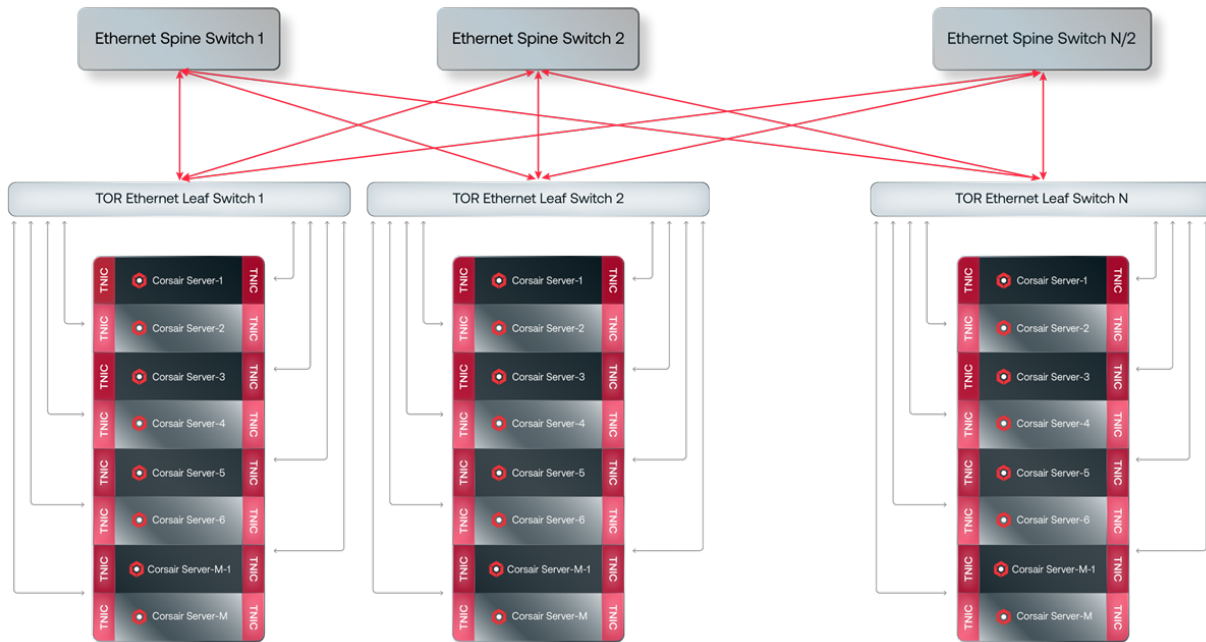 Ethernet Spine Switch 1
Ethernet Spine Switch 2
Ethernet Spine Switch N/2
TOR Ethernet Leaf Switch 1
TOR Ethernet Leaf Switch 2
TOR Ethernet Leaf Switch N
TNIC Corsair Server-1 TNIC
TNIC Corsair Server-2 TNIC
TNIC Corsair Server-3 TNIC
TNIC Corsair Server-4 TNIC
TNIC Corsair Server-5 TNIC
TNIC Corsair Server-6 TNIC
TNIC Corsair Server-M-1 TNIC
TNIC Corsair Server-M TNIC
TNIC Corsair Server-1 TNIC
TNIC Corsair Server-2 TNIC
TNIC Corsair Server-3 TNIC
TNIC Corsair Server-4 TNIC
TNIC Corsair Server-5 TNIC
TNIC Corsair Server-6 TNIC
TNIC Corsair Server-M-1 TNIC
TNIC Corsair Server-M TNIC
TNIC Corsair Server-1 TNIC
TNIC Corsair Server-2 TNIC
TNIC Corsair Server-3 TNIC
TNIC Corsair Server-4 TNIC
TNIC Corsair Server-5 TNIC
TNIC Corsair Server-6 TNIC
TNIC Corsair Server-M-1 TNIC
TNIC Corsair Server-M TNIC